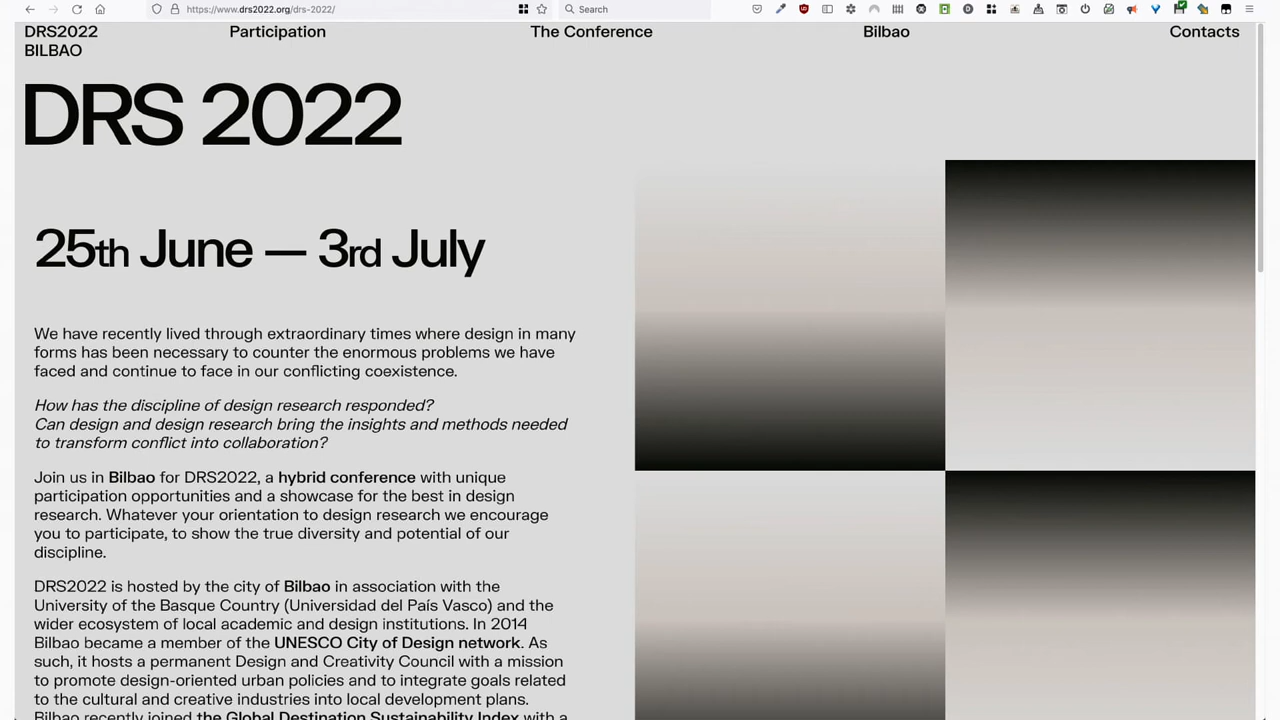 https://www.drs2022.org/drs-2022/
Search
DRS2022
BILBAO
Participation
The Conference
Bilbao
Contacts
DRS 2022
25th June — 3rd July
We have recently lived through extraordinary times where design in many
forms has been necessary to counter the enormous problems we have
faced and continue to face in our conflicting coexistence.
How has the discipline of design research responded?
Can design and design research bring the insights and methods needed
to transform conflict into collaboration?
Join us in Bilbao for DRS2022, a hybrid conference with unique
participation opportunities and a showcase for the best in design
research. Whatever your orientation to design research we encourage
you to participate, to show the true diversity and potential of our
discipline.
DRS2022 is hosted by the city of Bilbao in association with the
University of the Basque Country (Universidad del País Vasco) and the
wider ecosystem of local academic and design institutions. In 2014
Bilbao became a member of the UNESCO City of Design network. As
such, it hosts a permanent Design and Creativity Council with a mission
to promote design-oriented urban policies and to integrate goals related
to the cultural and creative industries into local development plans.
Bilbao recently joined the Global Destination Sustainability Index with a